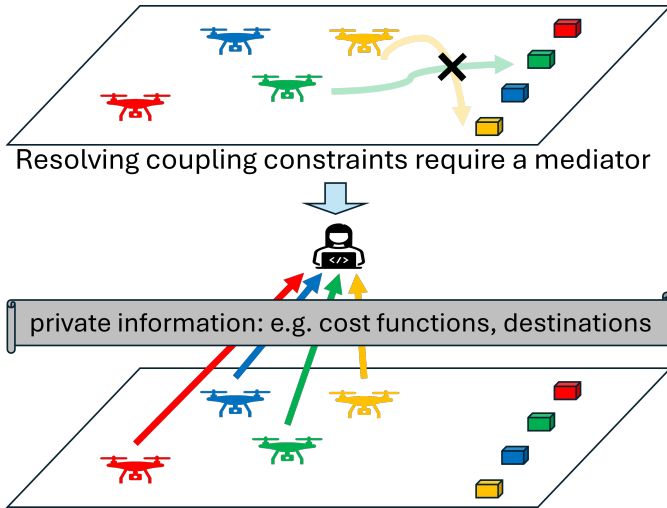 Resolving coupling constraints require a mediator
</>
private information: e.g. cost functions, destinations